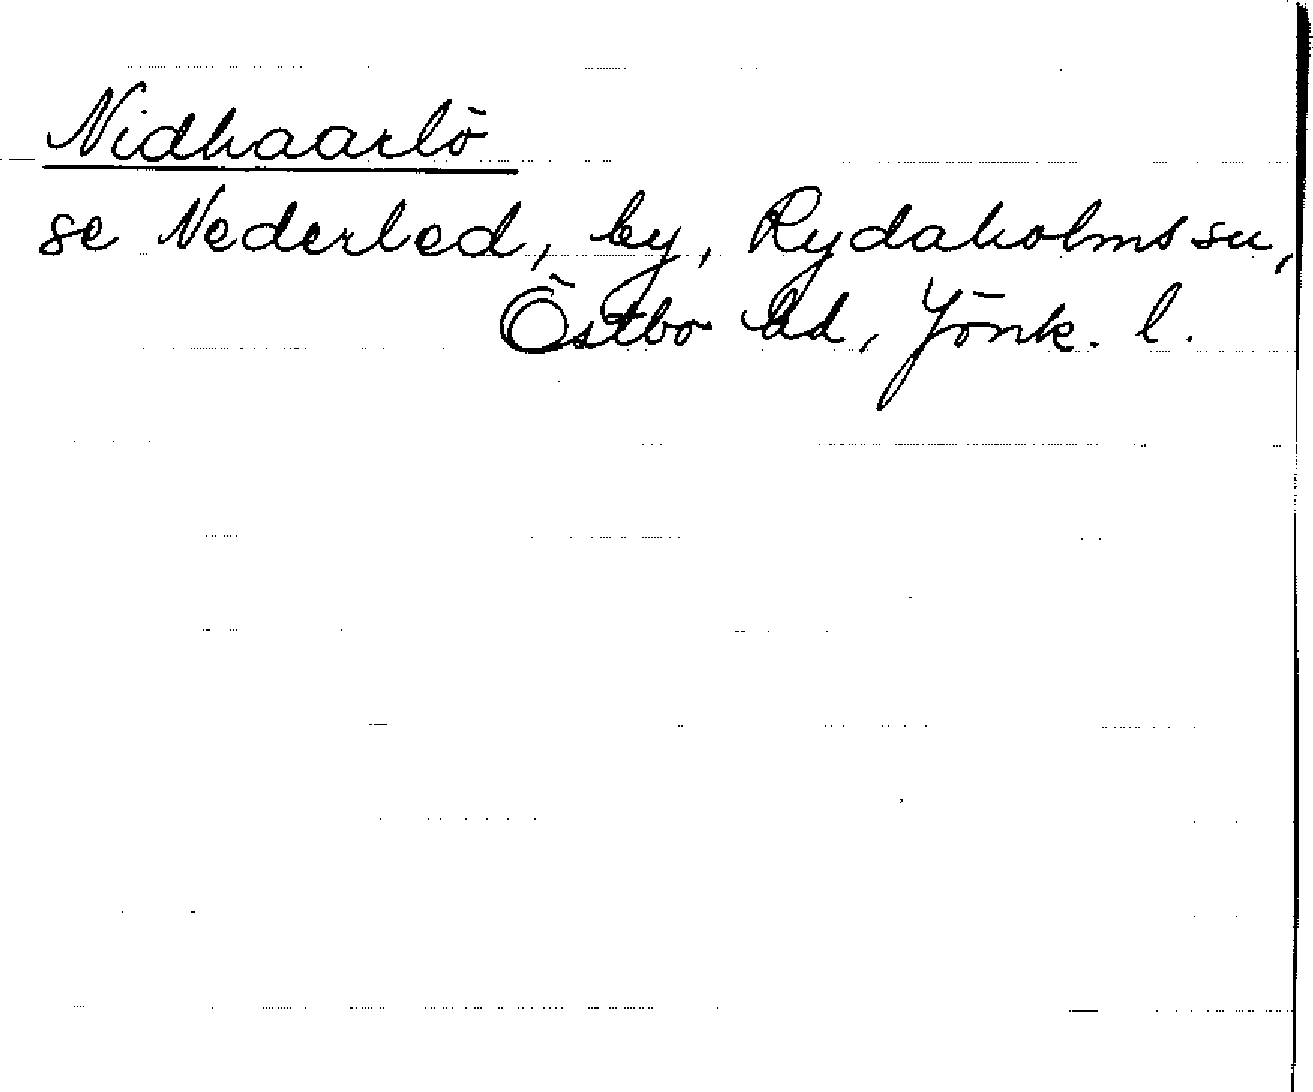 Nidhaarlö
se Nederled, by, Rydaholms sn,
Östbo hd, Jönk. l.